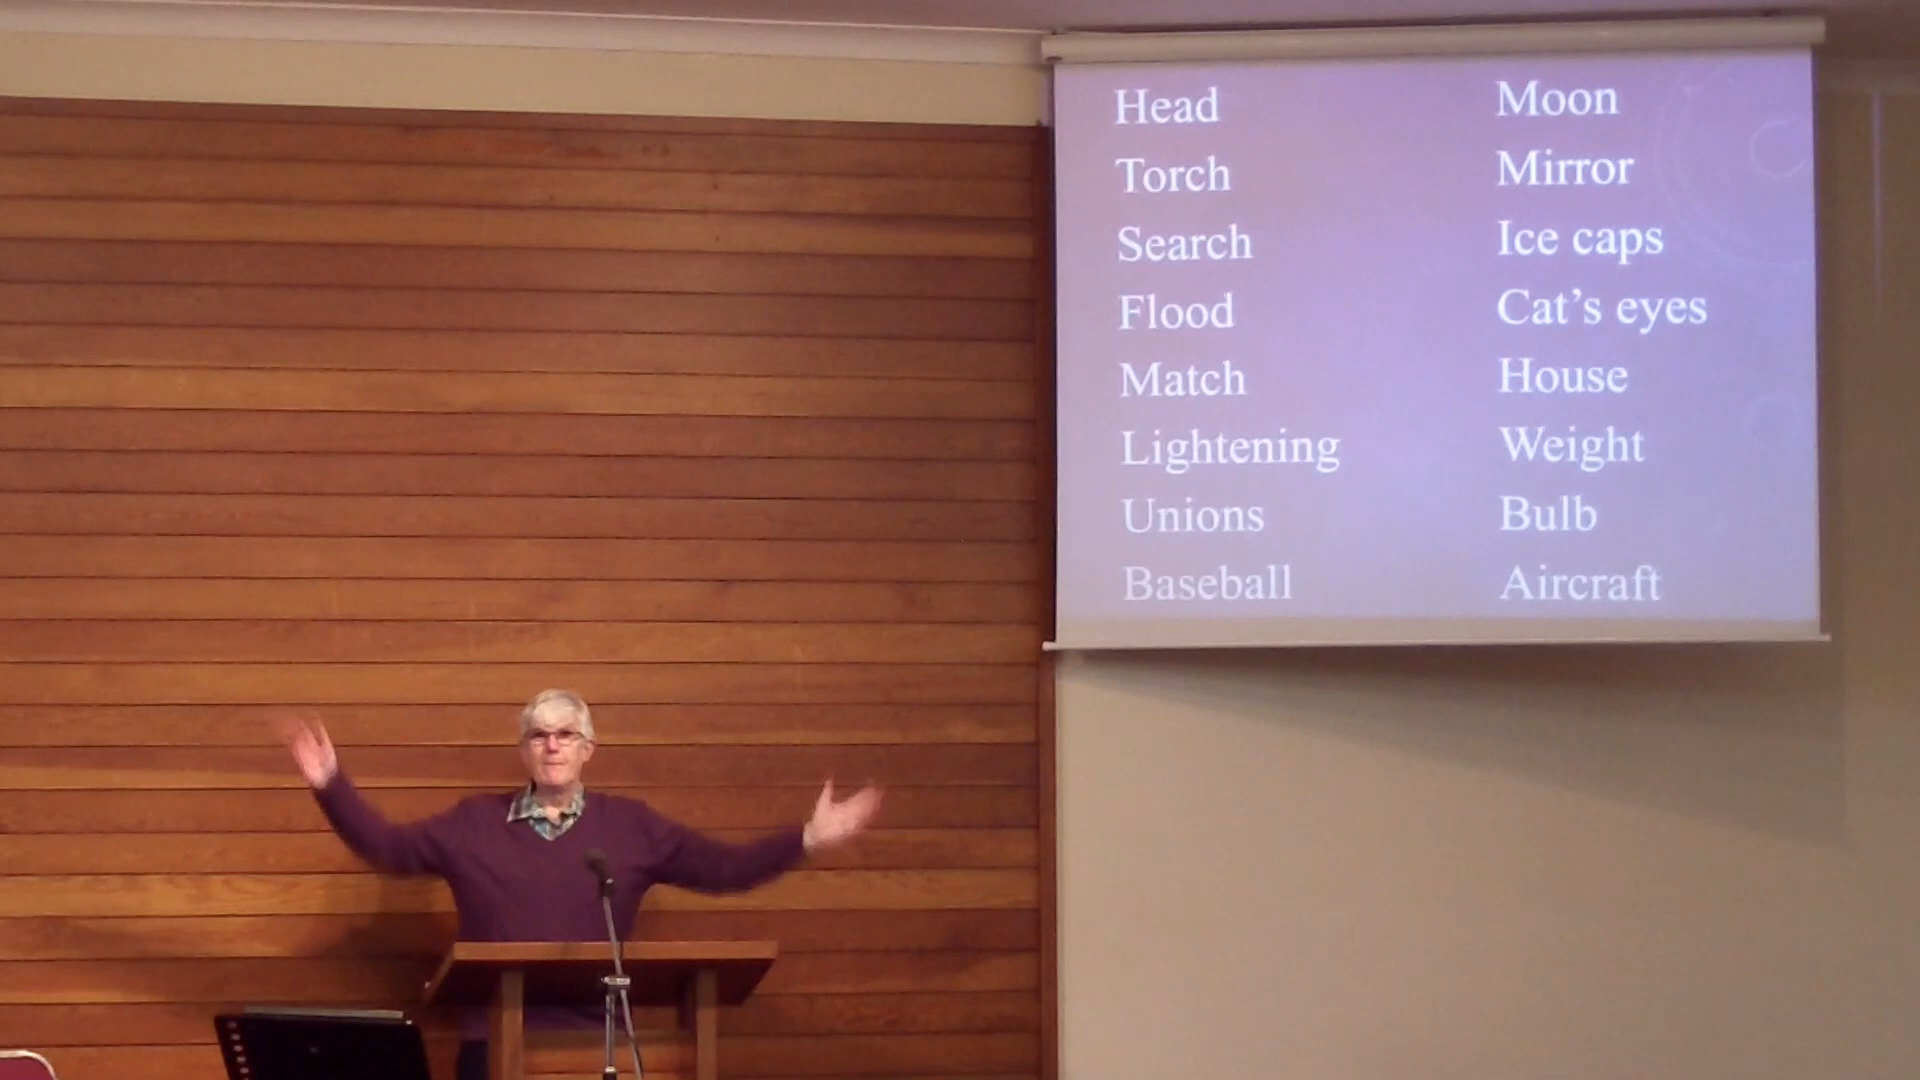 Head
Torch
Search
Flood
Match
Lightening
Unions
Baseball
Moon
Mirror
Ice caps
Cat’s eyes
House
Weight
Bulb
Aircraft